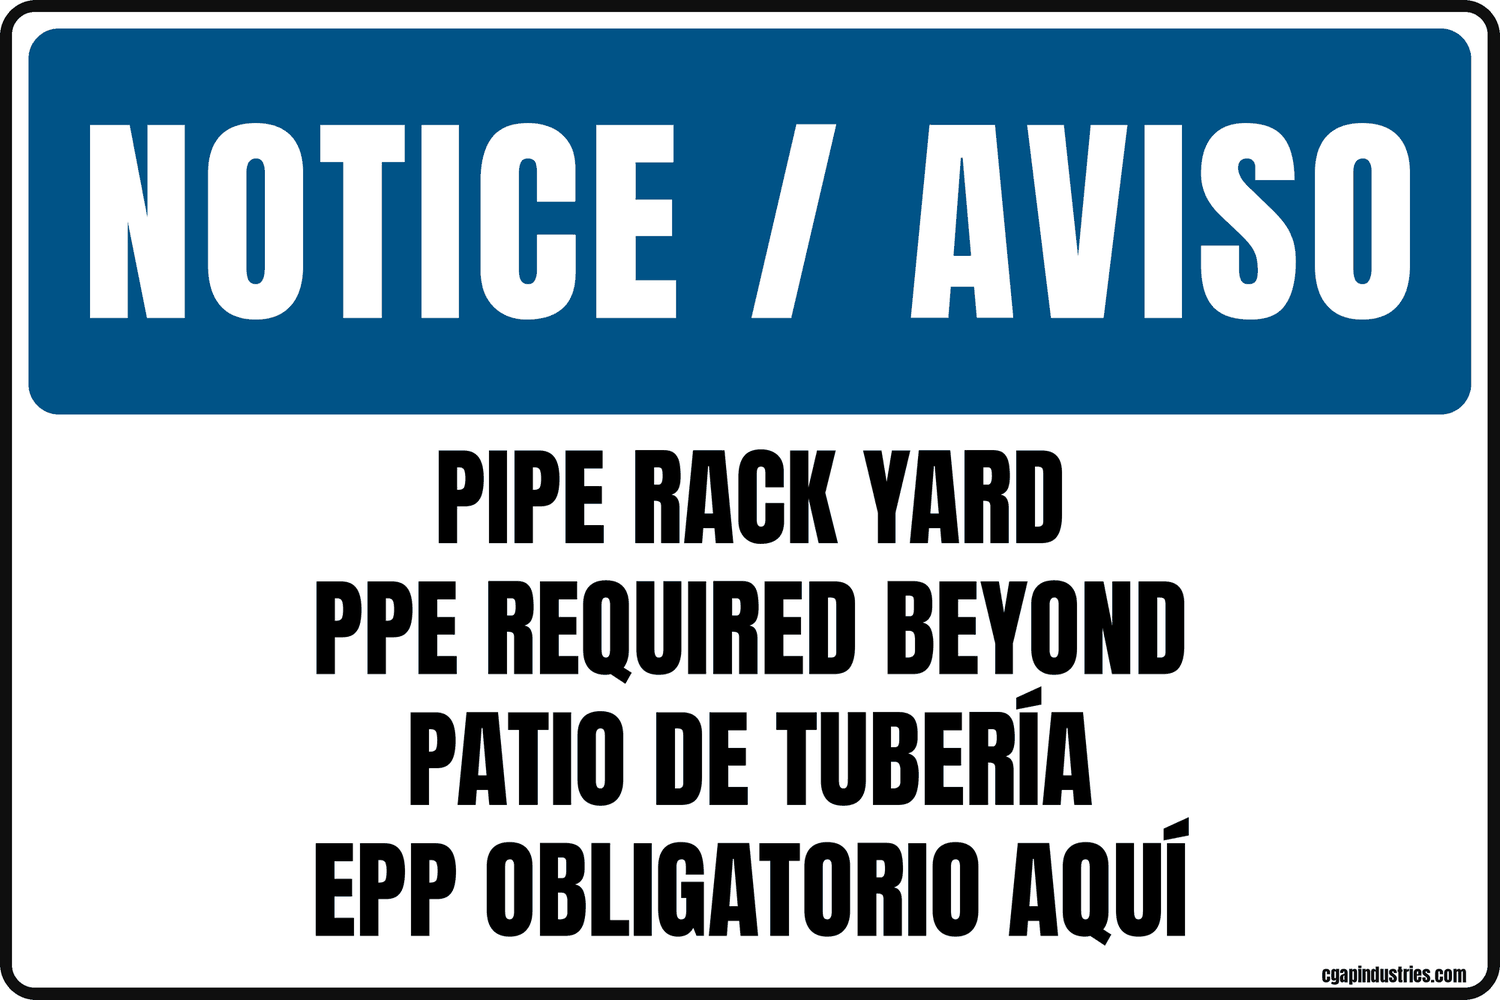 NOTICE / AVISO
PIPE RACK YARD
PPE REQUIRED BEYOND
PATIO DE TUBERÍA
EPP OBLIGATORIO AQUÍ
cgapindustries.com